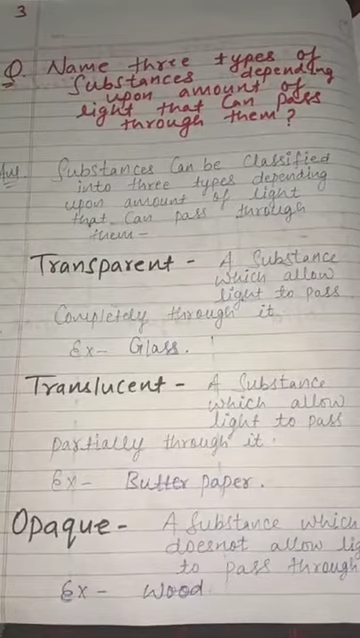 3
Q. Name three types of
Substances depending
upon amount of
light that Can pass
through them?
Ans. Substances Can be Classified
into three types depending
upon amount of light
that Can pass through
them-
Transparent - A Substance
which allow
light to pass
Completely through it.
Ex- Glass.
Translucent - A Substance
which allow
light to pass
partially through it.
Ex- Butter paper.
Opaque - A Substance which
doesnot allow lig
to pass through
Ex- Wood.